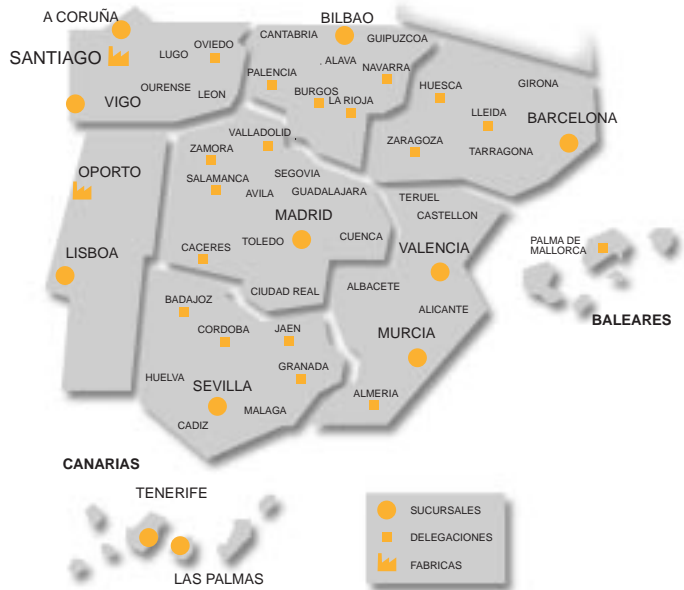 A CORUÑA
BILBAO
CANTABRIA
GUIPUZCOA
OVIEDO
LUGO
SANTIAGO
ALAVA
NAVARRA
PALENCIA
HUESCA
GIRONA
OURENSE
LEON
BURGOS
LA RIOJA
VIGO
LLEIDA
BARCELONA
VALLADOLID
ZAMORA
ZARAGOZA
TARRAGONA
OPORTO
SEGOVIA
SALAMANCA
AVILA
GUADALAJARA
TERUEL
CASTELLON
MADRID
CUENCA
TOLEDO
VALENCIA
PALMA DE
MALLORCA
LISBOA
CACERES
CIUDAD REAL
ALBACETE
BADAJOZ
ALICANTE
BALEARES
CORDOBA
JAEN
MURCIA
GRANADA
HUELVA
SEVILLA
ALMERIA
MALAGA
CADIZ
CANARIAS
TENERIFE
LAS PALMAS
SUCURSALES
DELEGACIONES
FABRICAS